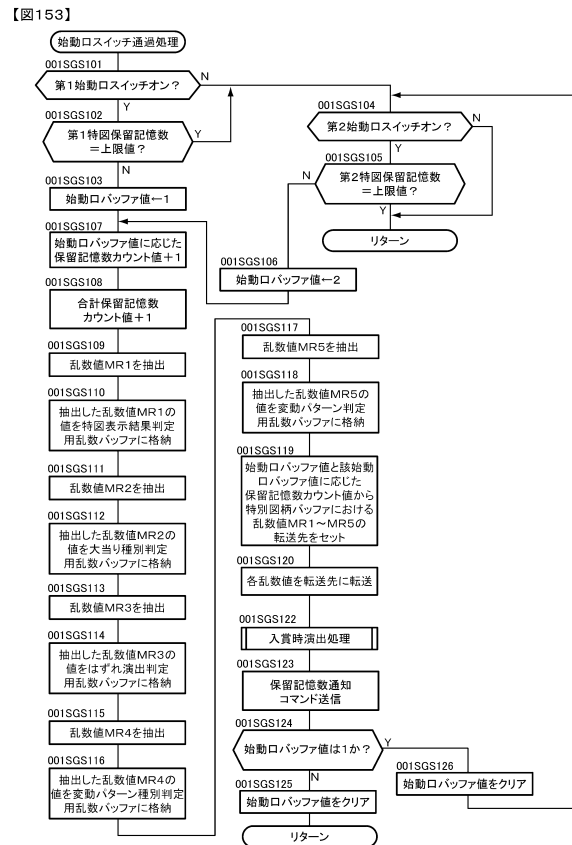 【図153】
始動口スイッチ通過処理
001SGS101
第1始動口スイッチオン?
N
Y
001SGS102
第1特図保留記憶数
=上限値?
Y
N
001SGS103
始動口バッファ値←1
001SGS107
始動口バッファ値に応じた
保留記憶数カウント値+1
001SGS108
合計保留記憶数
カウント値+1
001SGS109
乱数値MR1を抽出
001SGS110
抽出した乱数値MR1の
値を特図表示結果判定
用乱数バッファに格納
001SGS111
乱数値MR2を抽出
001SGS112
抽出した乱数値MR2の
値を大当り種別判定
用乱数バッファに格納
001SGS113
乱数値MR3を抽出
001SGS114
抽出した乱数値MR3の
値をはずれ演出判定
用乱数バッファに格納
001SGS115
乱数値MR4を抽出
001SGS116
抽出した乱数値MR4の
値を変動パターン種別判定
用乱数バッファに格納
001SGS104
第2始動口スイッチオン?
N
Y
001SGS105
第2特図保留記憶数
=上限値?
N
Y
リターン
001SGS106
始動口バッファ値←2
001SGS117
乱数値MR5を抽出
001SGS118
抽出した乱数値MR5の
値を変動パターン判定
用乱数バッファに格納
001SGS119
始動口バッファ値と該始動
口バッファ値に応じた
保留記憶数カウント値から
特別図柄バッファにおける
乱数値MR1~MR5の
転送先をセット
001SGS120
各乱数値を転送先に転送
001SGS122
入賞時演出処理
001SGS123
保留記憶数通知
コマンド送信
001SGS124
始動口バッファ値は1か?
Y
N
001SGS125
始動口バッファ値をクリア
リターン
001SGS126
始動口バッファ値をクリア